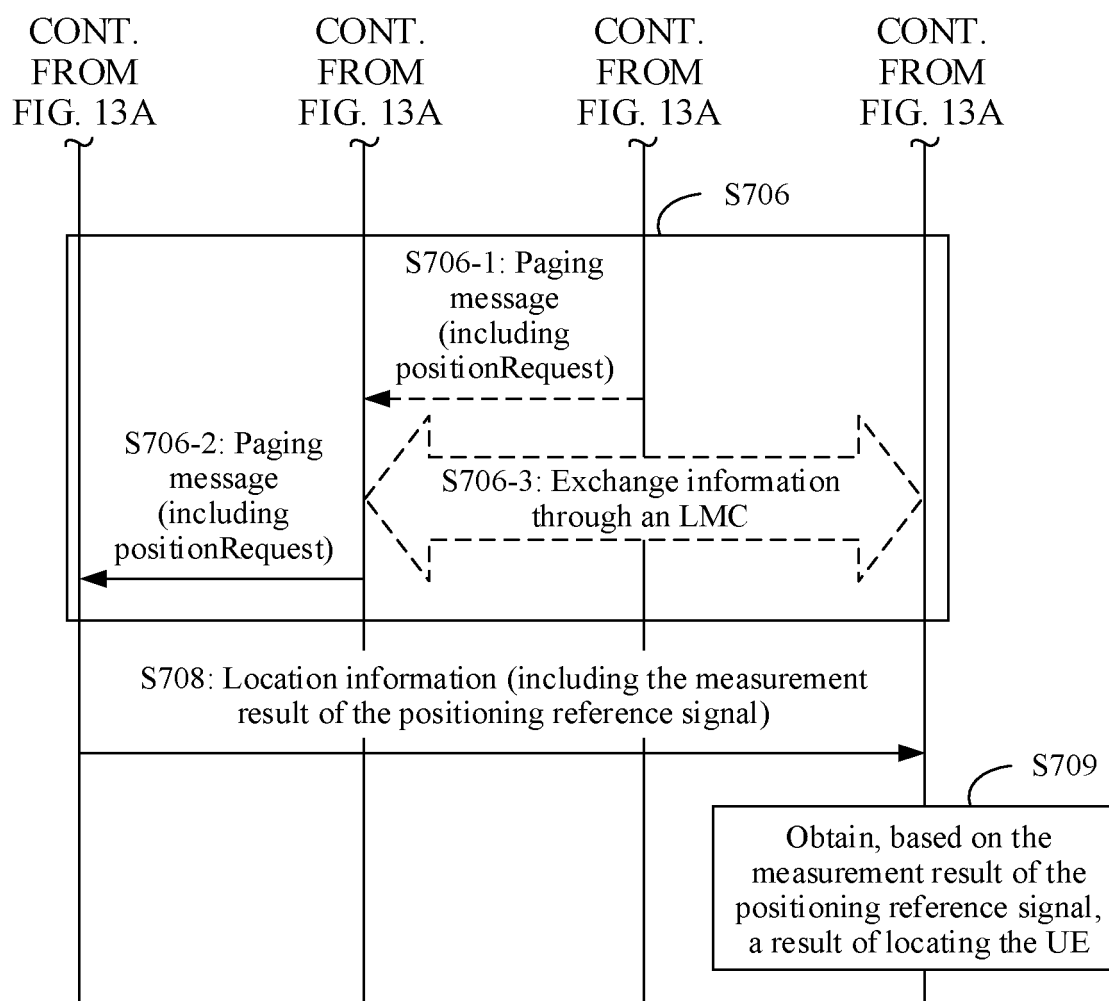 CONT.
FROM
FIG. 13A
CONT.
FROM
FIG. 13A
CONT.
FROM
FIG. 13A
CONT.
FROM
FIG. 13A
S706
S706-1: Paging
message
(including
positionRequest)
S706-2: Paging
message
(including
positionRequest)
S706-3: Exchange information
through an LMC
S708: Location information (including the measurement
result of the positioning reference signal)
S709
Obtain, based on the
measurement result of the
positioning reference signal,
a result of locating the UE